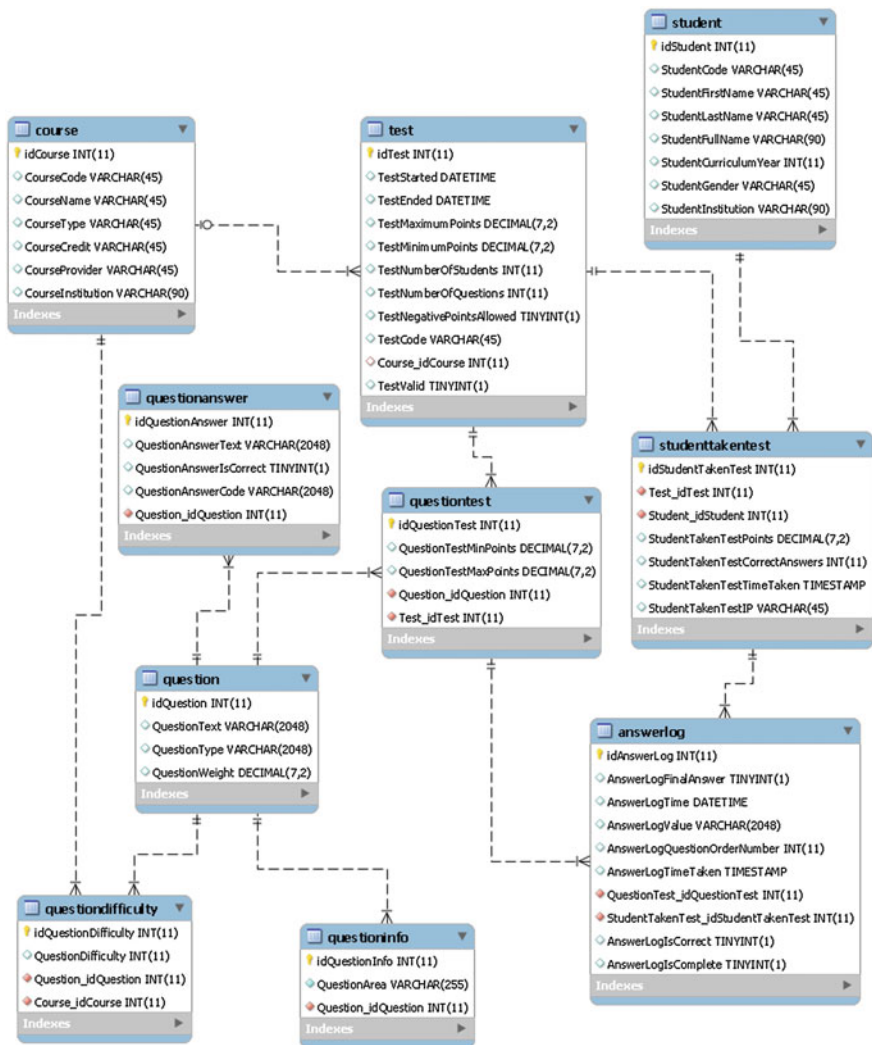 student
idStudent INT(11)
StudentCode VARCHAR(45)
StudentFirstName VARCHAR(45)
StudentLastName VARCHAR(45)
StudentFullName VARCHAR(90)
StudentCurriculumYear INT(11)
StudentGender VARCHAR(45)
StudentInstitution VARCHAR(90)
Indexes
course
idCourse INT(11)
CourseCode VARCHAR(45)
CourseName VARCHAR(45)
CourseType VARCHAR(45)
CourseCredit VARCHAR(45)
CourseProvider VARCHAR(45)
CourseInstitution VARCHAR(90)
Indexes
test
idTest INT(11)
TestStarted DATETIME
TestEnded DATETIME
TestMaximumPoints DECIMAL(7,2)
TestMinimumPoints DECIMAL(7,2)
TestNumberOfStudents INT(11)
TestNumberOfQuestions INT(11)
TestNegativePointsAllowed TINYINT(1)
TestCode VARCHAR(45)
Course_idCourse INT(11)
TestValid TINYINT(1)
Indexes
questionanswer
idQuestionAnswer INT(11)
QuestionAnswerText VARCHAR(2048)
QuestionAnswerIsCorrect TINYINT(1)
QuestionAnswerCode VARCHAR(2048)
Question_idQuestion INT(11)
Indexes
questiontest
idQuestionTest INT(11)
QuestionTestMinPoints DECIMAL(7,2)
QuestionTestMaxPoints DECIMAL(7,2)
Question_idQuestion INT(11)
Test_idTest INT(11)
Indexes
studenttakentest
idStudentTakenTest INT(11)
Test_idTest INT(11)
Student_idStudent INT(11)
StudentTakenTestPoints DECIMAL(7,2)
StudentTakenTestCorrectAnswers INT(11)
StudentTakenTestTimeTaken TIMESTAMP
StudentTakenTestIP VARCHAR(45)
Indexes
question
idQuestion INT(11)
QuestionText VARCHAR(2048)
QuestionType VARCHAR(2048)
QuestionWeight DECIMAL(7,2)
Indexes
answerlog
idAnswerLog INT(11)
AnswerLogFinalAnswer TINYINT(1)
AnswerLogTime DATETIME
AnswerLogValue VARCHAR(2048)
AnswerLogQuestionOrderNumber INT(11)
AnswerLogTimeTaken TIMESTAMP
QuestionTest_idQuestionTest INT(11)
StudentTakenTest_idStudentTakenTest INT(11)
AnswerLogIsCorrect TINYINT(1)
AnswerLogIsComplete TINYINT(1)
Indexes
questiondifficulty
idQuestionDifficulty INT(11)
QuestionDifficulty INT(11)
Question_idQuestion INT(11)
Course_idCourse INT(11)
Indexes
questioninfo
idQuestionInfo INT(11)
QuestionArea VARCHAR(255)
Question_idQuestion INT(11)
Indexes